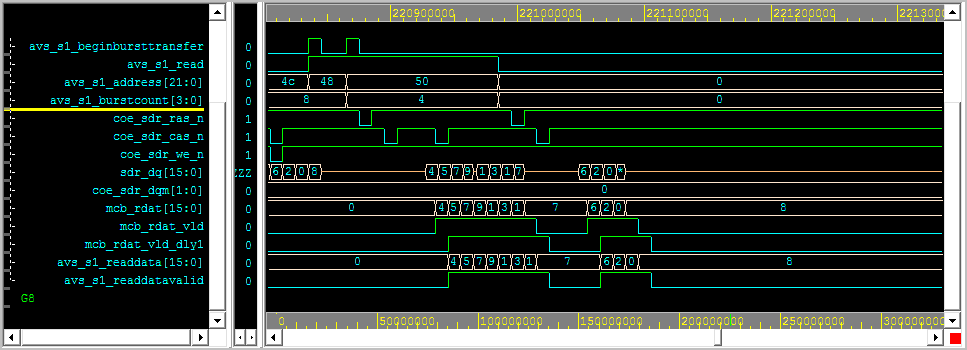 220900000 221000000 221100000 221200000 22130
avs_s1_beginbursttransfer 0
avs_s1_read 0
avs_s1_address[21:0] 0 4c 48 50 0
avs_s1_burstcount[3:0] 0 8 4 0
coe_sdr_ras_n 1
coe_sdr_cas_n 1
coe_sdr_we_n 1
sdr_dq[15:0] ZZZ 6 2 0 8 4 5 7 9 1 3 1 7 6 2 0 *
coe_sdr_dqm[1:0] 0 0
mcb_rdat[15:0] 0 0 4 5 7 9 1 3 1 7 6 2 0 8
mcb_rdat_vld 0
mcb_rdat_vld_dly1 0
avs_s1_readdata[15:0] 0 0 4 5 7 9 1 3 1 7 6 2 0 8
avs_s1_readdatavalid 0
G8
0 50000000 100000000 150000000 200000000 250000000 300000000